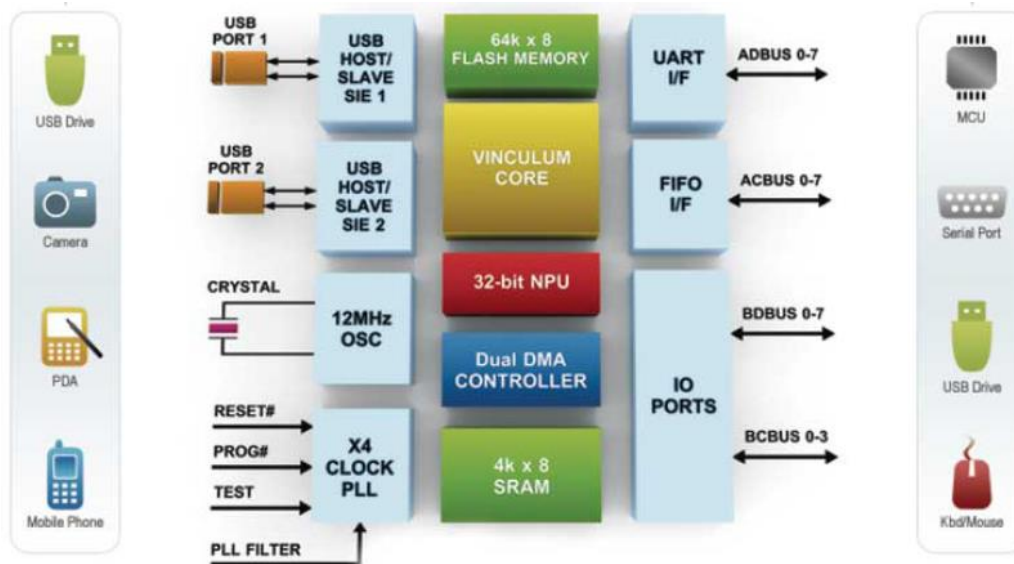 USB Drive
Camera
PDA
Mobile Phone
USB
PORT 1
USB
PORT 2
CRYSTAL
RESET#
PROG#
TEST
PLL FILTER
USB
HOST/
SLAVE
SIE 1
USB
HOST/
SLAVE
SIE 2
12MHz
OSC
X4
CLOCK
PLL
64k x 8
FLASH MEMORY
VINCULUM
CORE
32-bit NPU
Dual DMA
CONTROLLER
4k x 8
SRAM
UART
I/F
FIFO
I/F
IO
PORTS
ADBUS 0-7
ACBUS 0-7
BDBUS 0-7
BCBUS 0-3
MCU
Serial Port
USB Drive
Kbd/Mouse